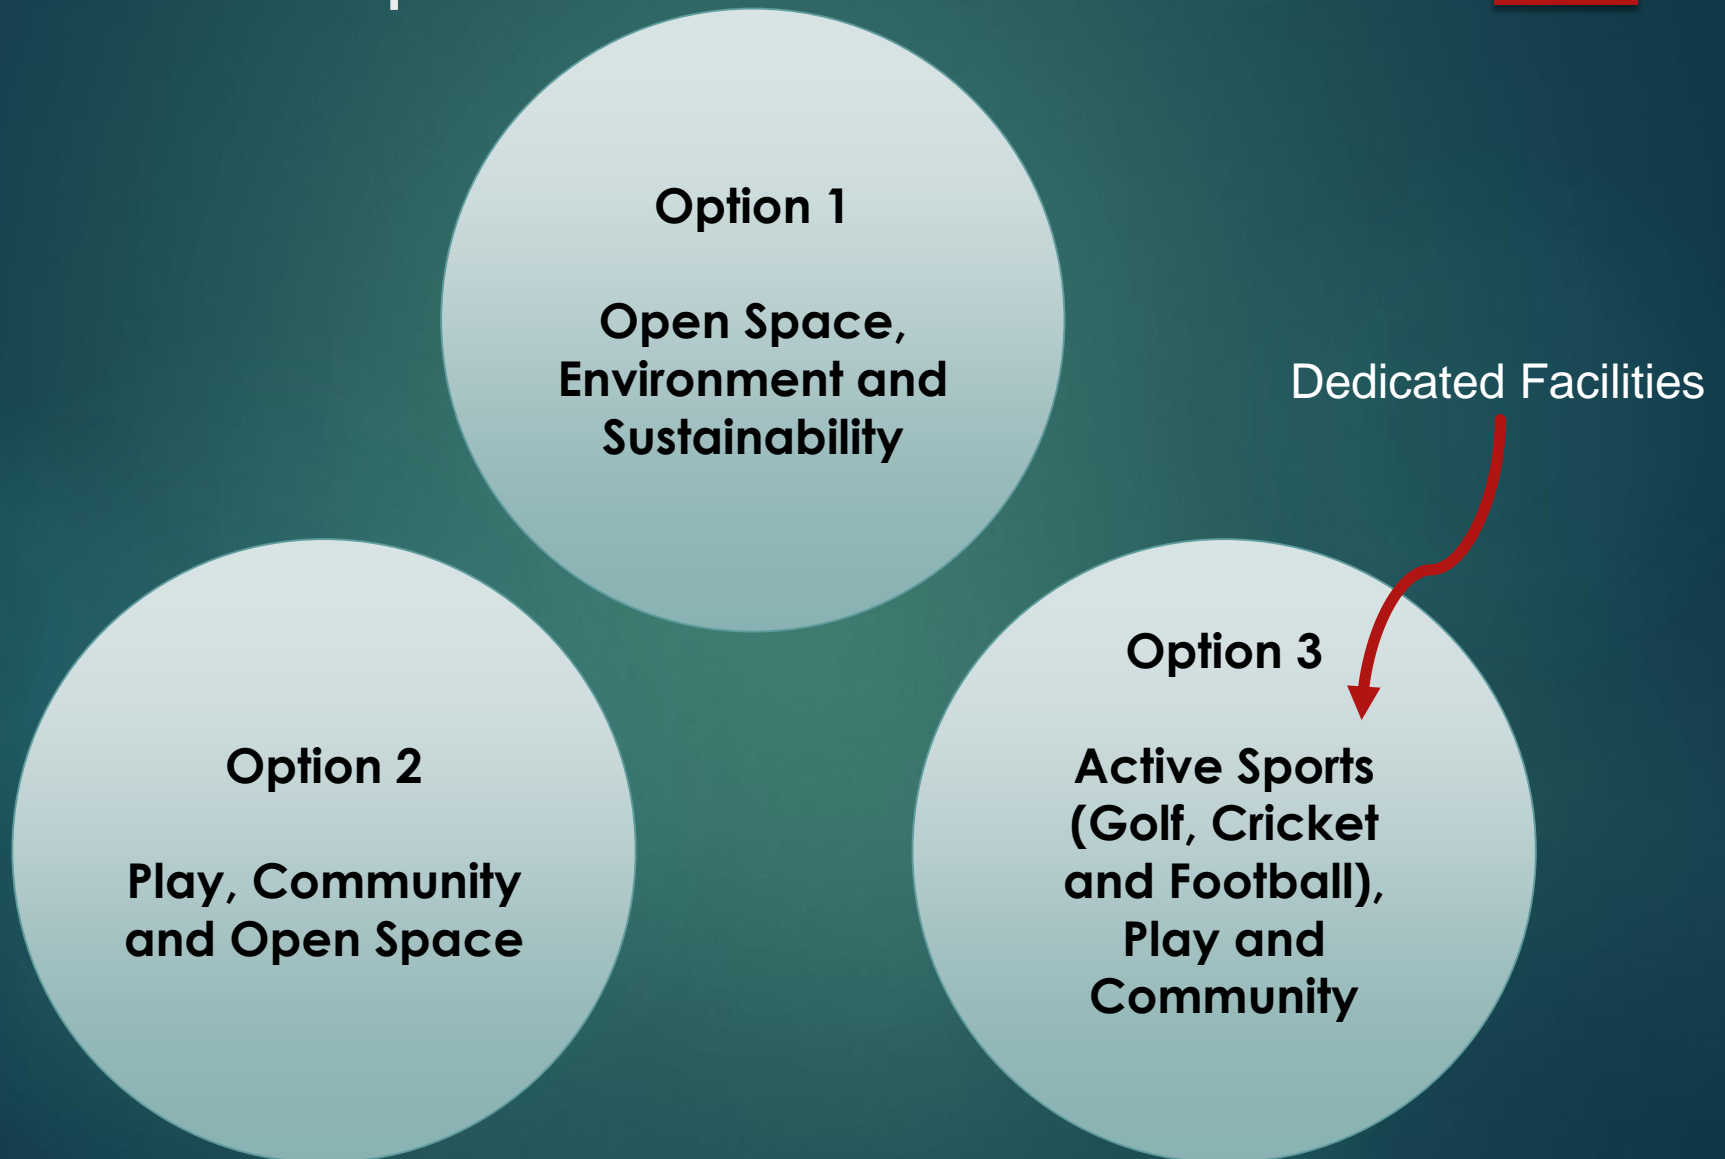 Option 1
Open Space,
Environment and
Sustainability
Dedicated Facilities
Option 2
Play, Community
and Open Space
Option 3
Active Sports
(Golf, Cricket
and Football),
Play and
Community